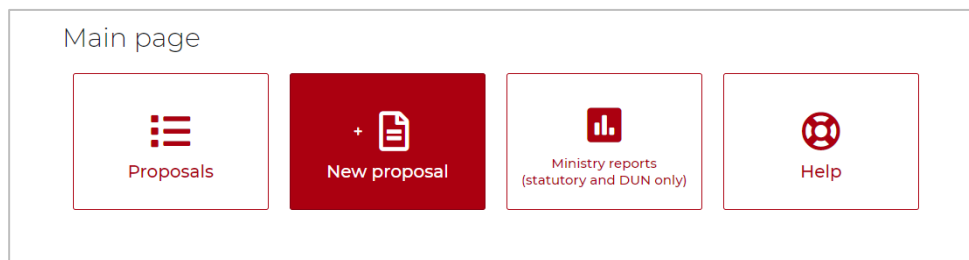 Main page
Proposals
+
New proposal
Ministry reports
(statutory and DUN only)
Help